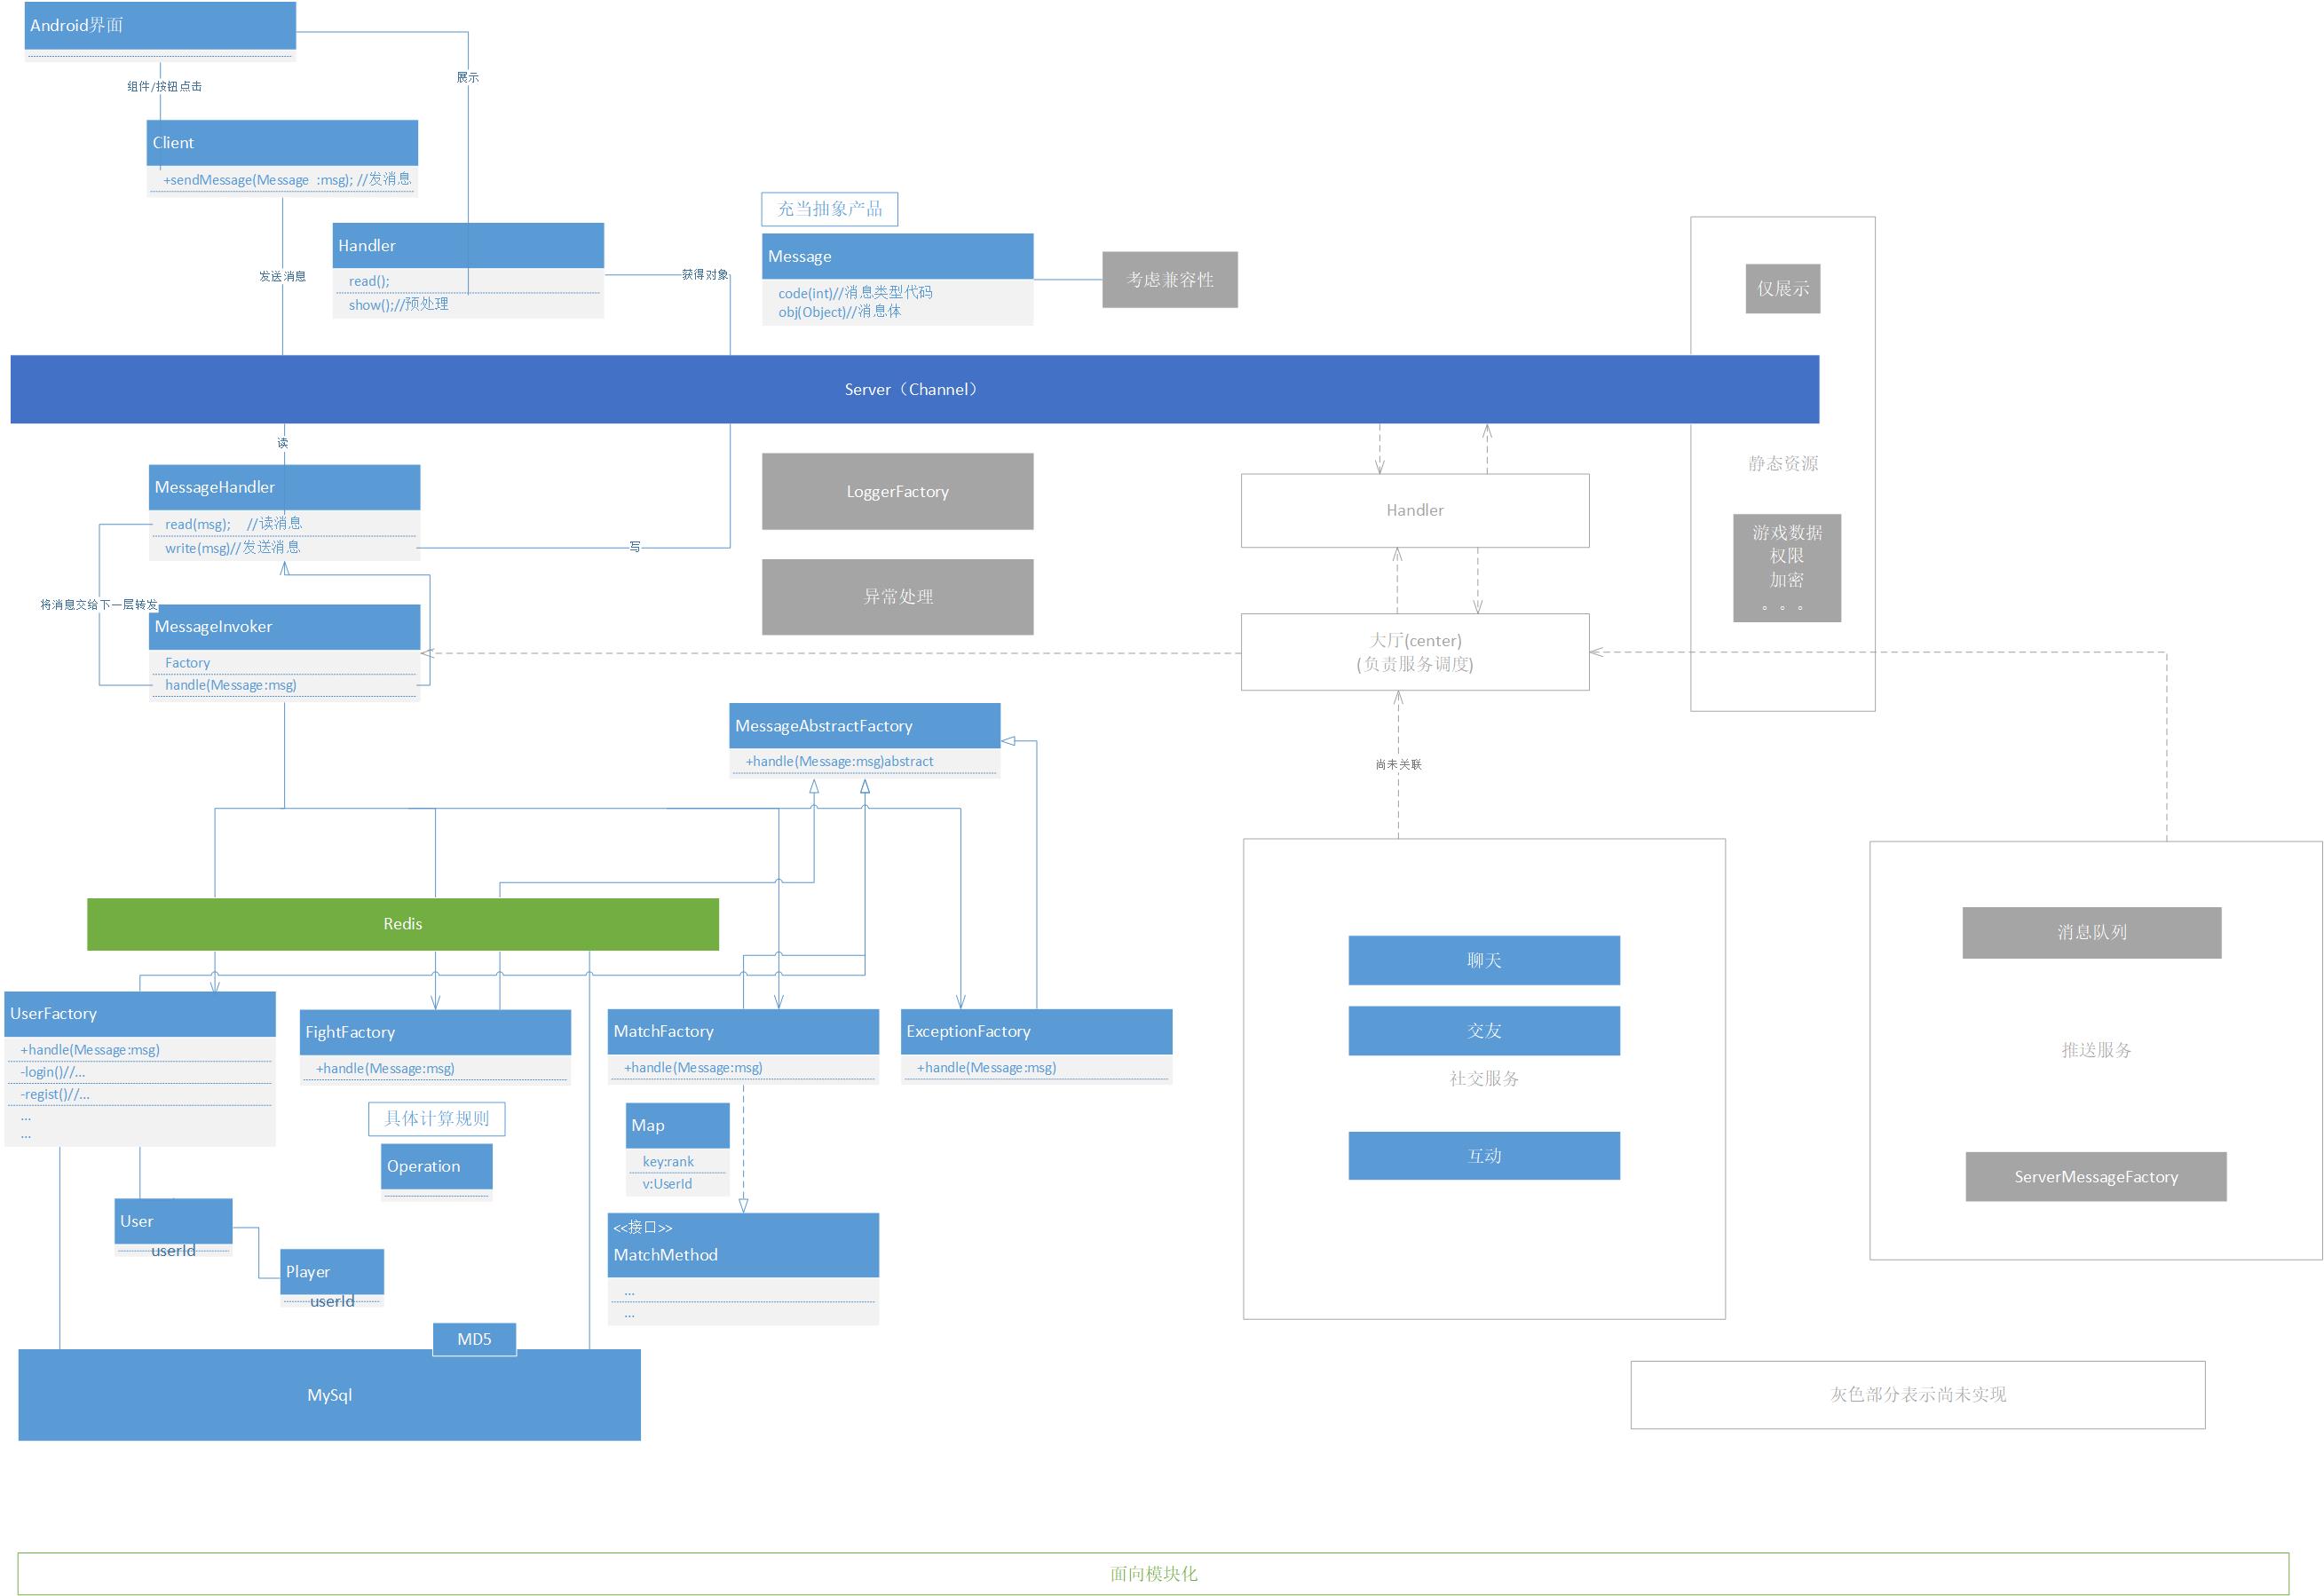 Android界面
展示
组件/按钮点击
Client
+sendMessage(Message  :msg); //发消息
Handler
read();
show();//预处理
发送消息
获得对象
充当抽象产品
Message
code(int)//消息类型代码
obj(Object)//消息体
考虑兼容性
仅展示
Server（Channel）
读
MessageHandler
read(msg);    //读消息
write(msg)//发送消息
写
将消息交给下一层转发
MessageInvoker
Factory
handle(Message:msg)
LoggerFactory
异常处理
Handler
大厅(center)
(负责服务调度)
静态资源
游戏数据
权限
加密
。。。
尚未关联
MessageAbstractFactory
+handle(Message:msg)abstract
Redis
UserFactory
+handle(Message:msg)
-login()//...
-regist()//...
...
...
FightFactory
+handle(Message:msg)
具体计算规则
Operation
MatchFactory
+handle(Message:msg)
Map
key:rank
v:UserId
<<接口>>
MatchMethod
...
...
ExceptionFactory
+handle(Message:msg)
User
userId
Player
userId
MD5
MySql
聊天
交友
社交服务
互动
消息队列
推送服务
ServerMessageFactory
灰色部分表示尚未实现
面向模块化